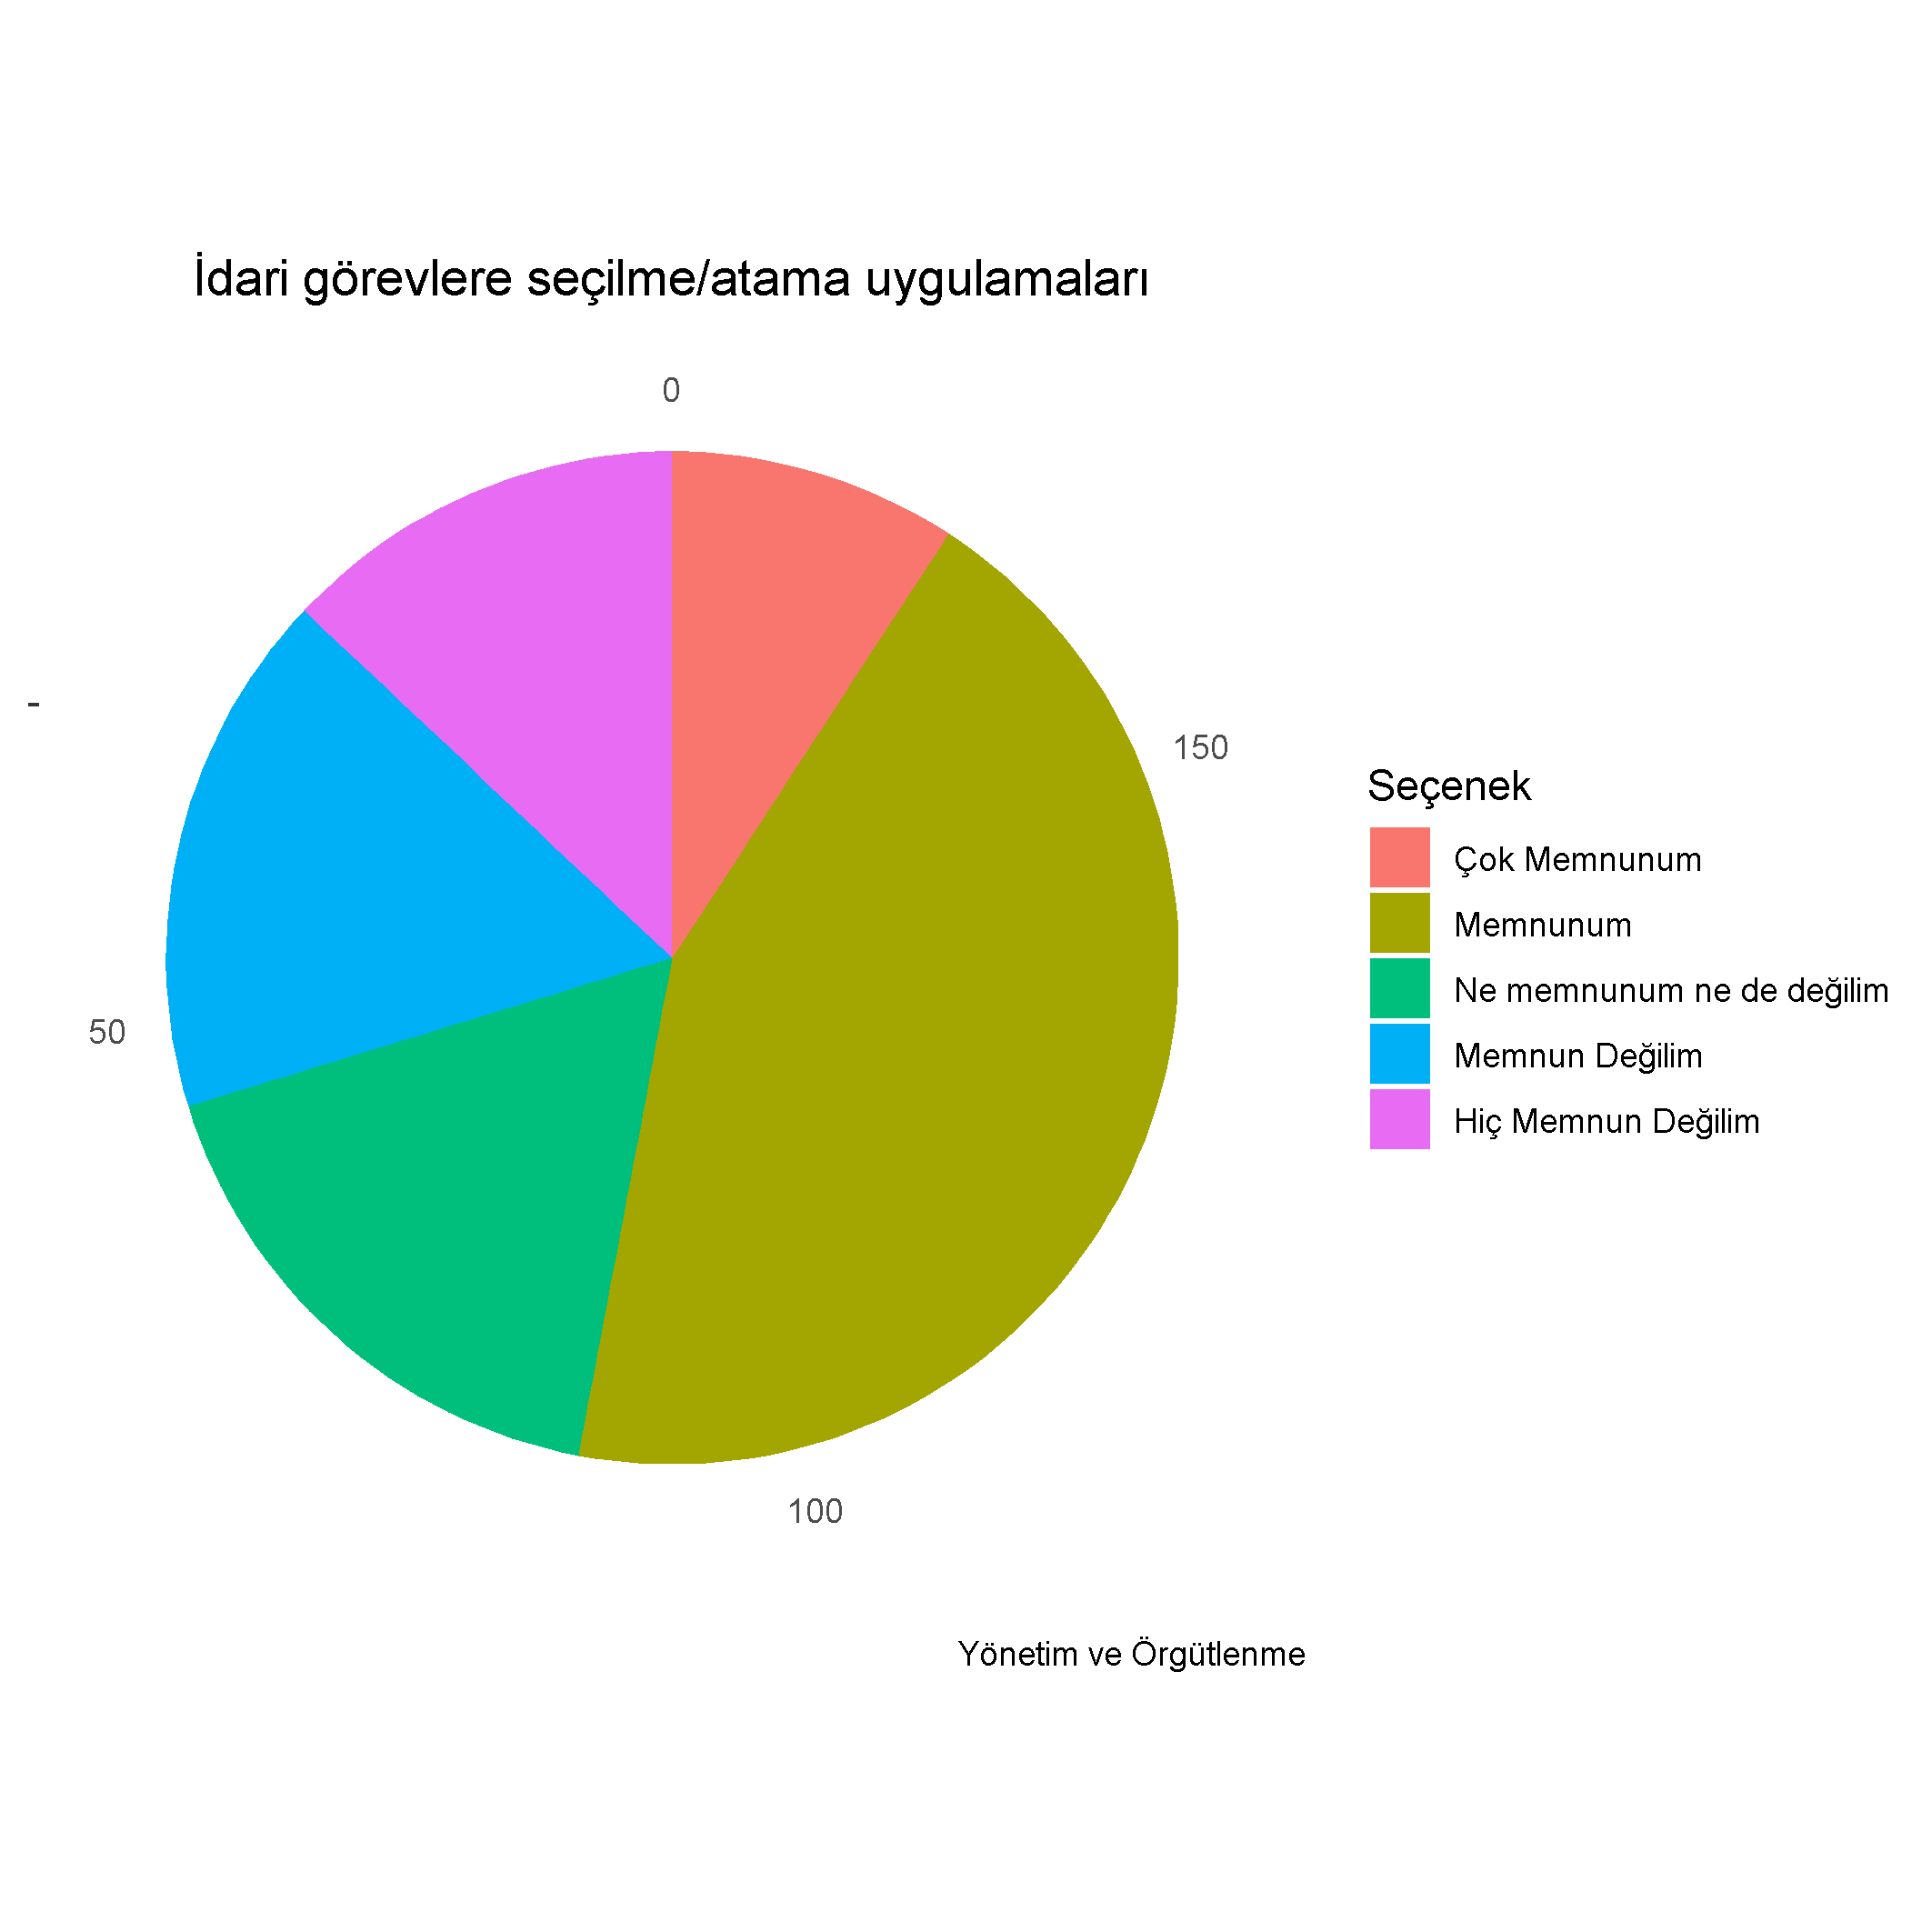 İdari görevlere seçilme/atama uygulamaları
0
-
150
50
100
Seçenek
Çok Memnunum
Memnunum
Ne memnunum ne de değilim
Memnun Değilim
Hiç Memnun Değilim
Yönetim ve Örgütlenme